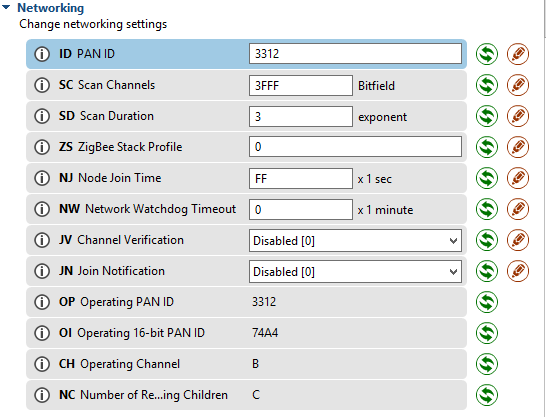 Networking
Change networking settings
ID PAN ID 3312
SC Scan Channels 3FFF Bitfield
SD Scan Duration 3 exponent
ZS ZigBee Stack Profile 0
NJ Node Join Time FF x 1 sec
NW Network Watchdog Timeout 0 x 1 minute
JV Channel Verification Disabled [0]
JN Join Notification Disabled [0]
OP Operating PAN ID 3312
OI Operating 16-bit PAN ID 74A4
CH Operating Channel B
NC Number of Re...ing Children C